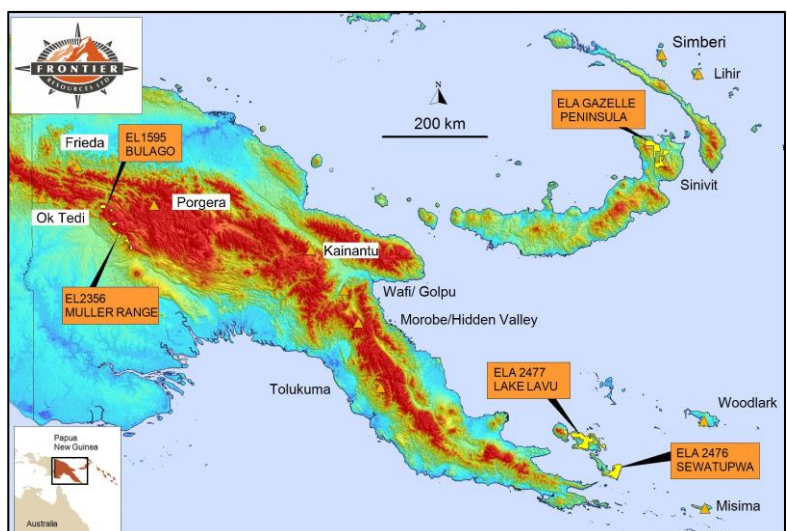 FRONTIER
RESOURCES LTD
Simberi
Lihir
N
200 km
ELA GAZELLE
PENINSULA
EL1595
BULAGO
Frieda
Sinivit
Porgera
Ok Tedi
Kainantu
EL2356
MULLER RANGE
Wafi/ Golpu
Morobe/Hidden Valley
ELA 2477
LAKE LAVU
Tolukuma
Woodlark
ELA 2476
SEWATUPWA
Papua
New Guinea
Misima
Australia